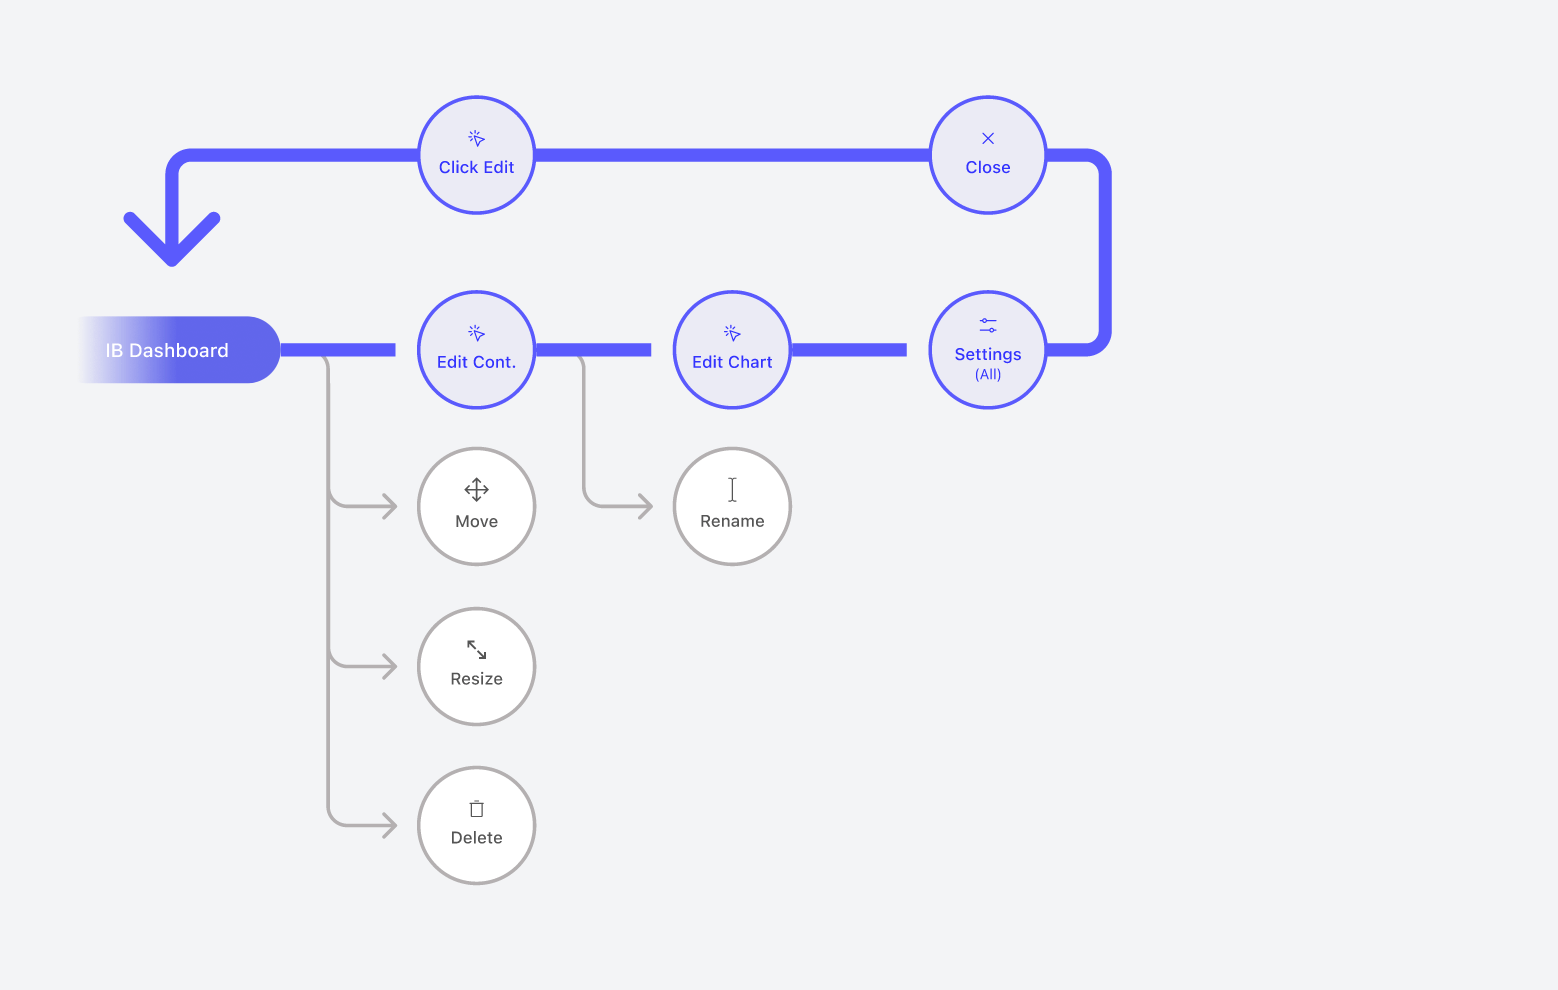 Click Edit
Close
IB Dashboard
Edit Cont.
Edit Chart
Settings
(All)
Move
Rename
Resize
Delete